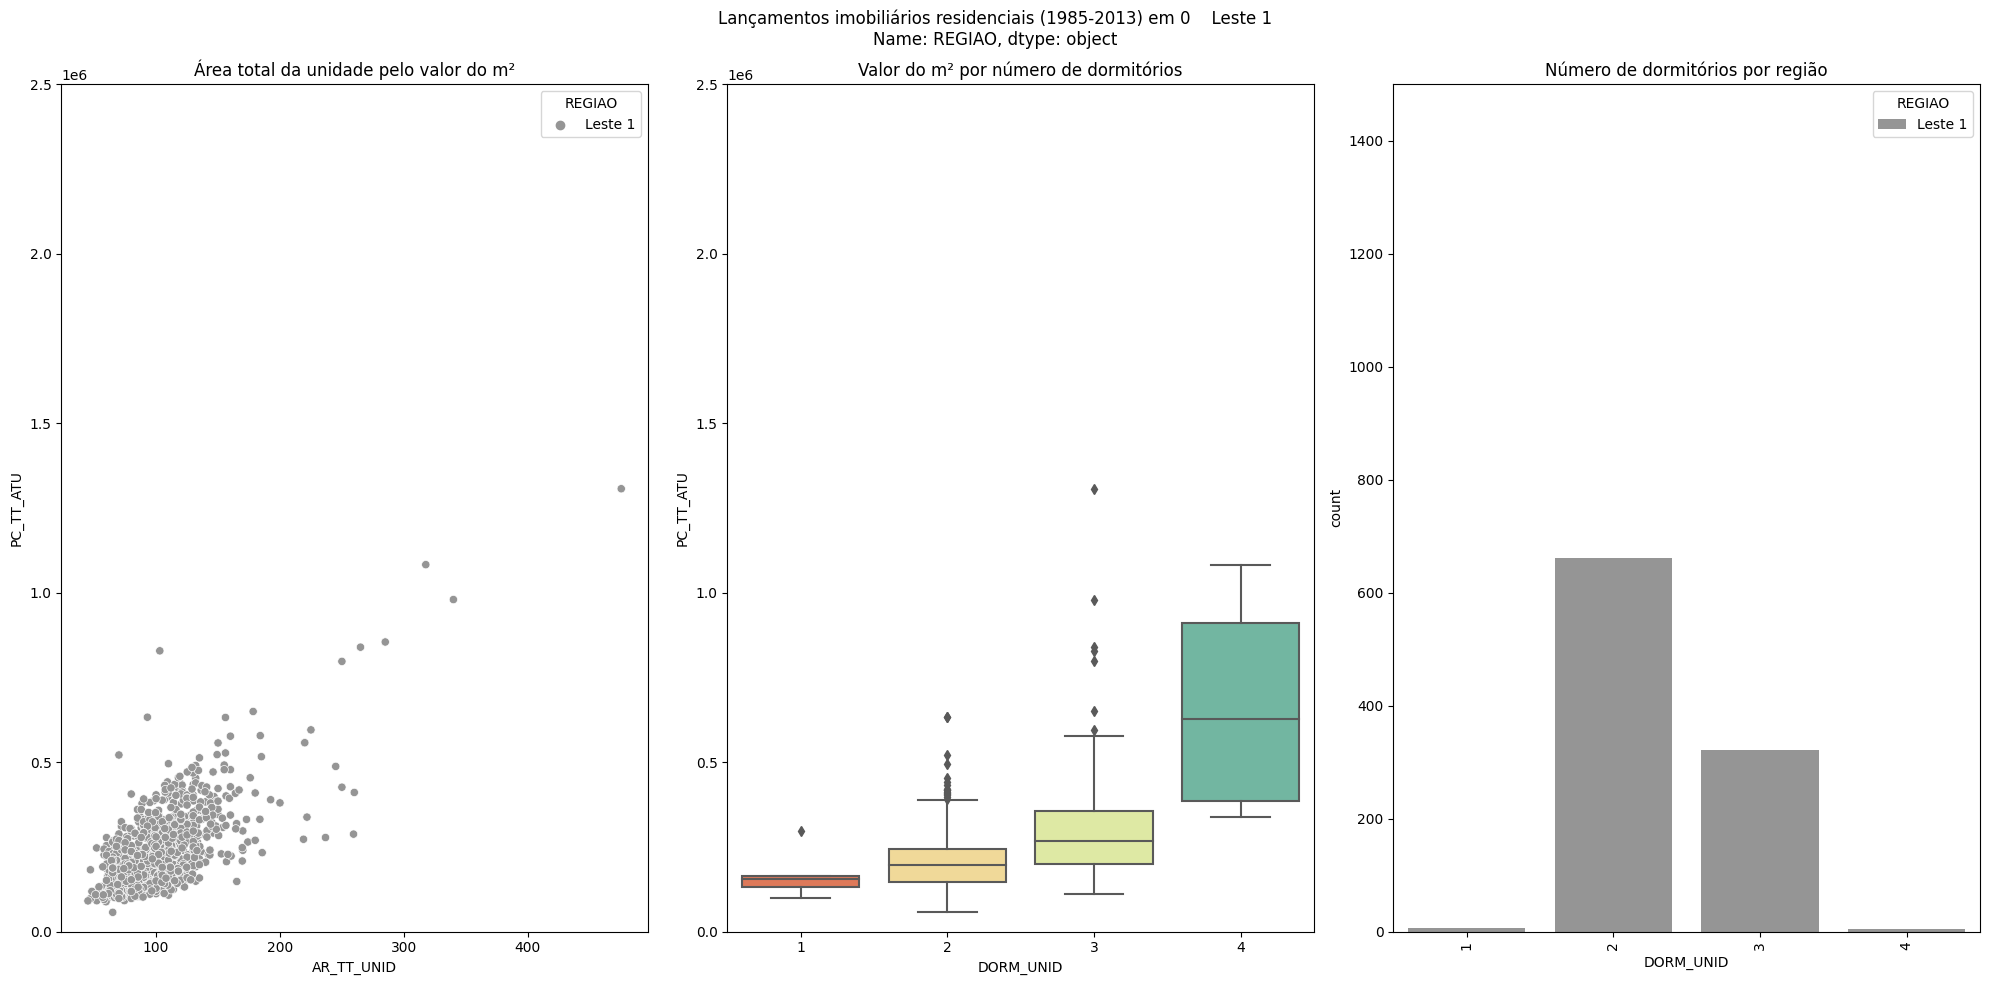 Lançamentos imobiliários residenciais (1985-2013) em 0    Leste 1
Name: REGIAO, dtype: object
Área total da unidade pelo valor do m²
1e6
2.5
2.0
1.5
1.0
0.5
0.0
PC_TT_ATU
REGIAO
Leste 1
100 200 300 400
AR_TT_UNID
Valor do m² por número de dormitórios
1e6
2.5
2.0
1.5
1.0
0.5
0.0
PC_TT_ATU
1 2 3 4
DORM_UNID
Número de dormitórios por região
1400
1200
1000
800
600
400
200
0
count
REGIAO
Leste 1
1 2 3 4
DORM_UNID